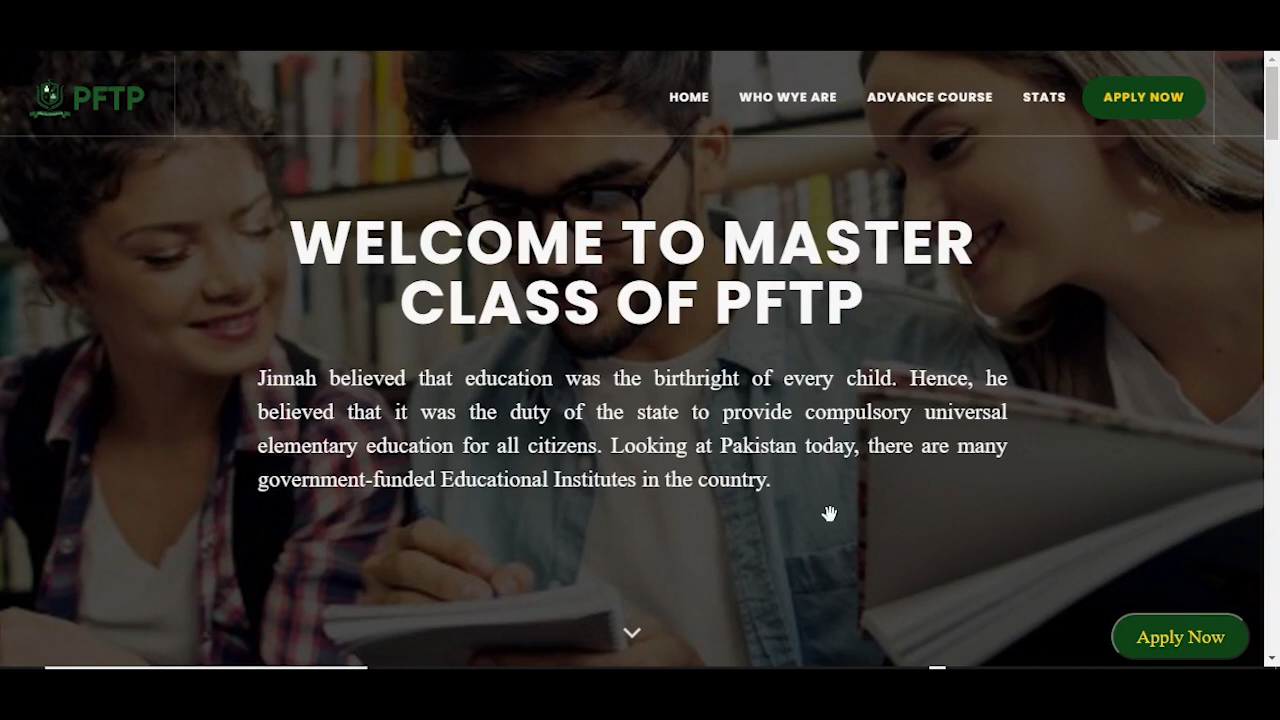 PFTP
HOME WHO WYE ARE ADVANCE COURSE STATS APPLY NOW
WELCOME TO MASTER
CLASS OF PFTP
Jinnah believed that education was the birthright of every child. Hence, he
believed that it was the duty of the state to provide compulsory universal
elementary education for all citizens. Looking at Pakistan today, there are many
government-funded Educational Institutes in the country.
Apply Now